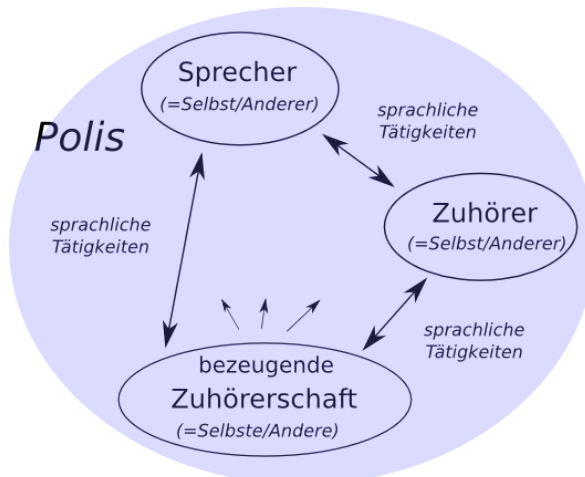 Sprecher
(=Selbst/Anderer)
Polis
sprachliche
Tätigkeiten
Zuhörer
(=Selbst/Anderer)
sprachliche
Tätigkeiten
sprachliche
Tätigkeiten
bezeugende
Zuhörerschaft
(=Selbste/Andere)